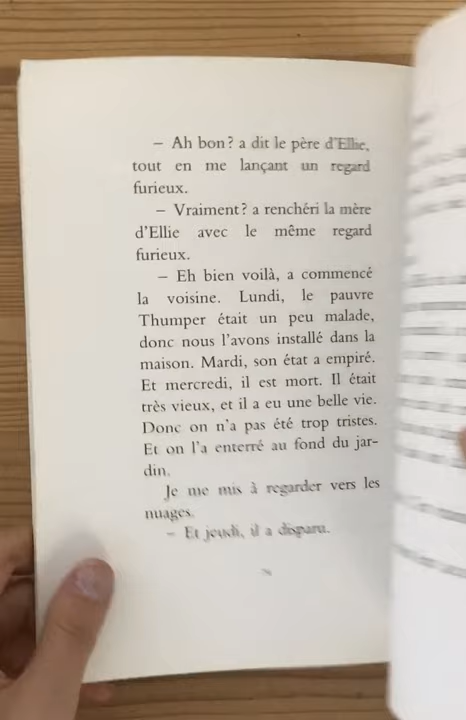 – Ah bon ? a dit le père d'Ellie,
tout en me lançant un regard
furieux.
– Vraiment ? a renchéri la mère
d'Ellie avec le même regard
furieux.
– Eh bien voilà, a commencé
la voisine. Lundi, le pauvre
Thumper était un peu malade,
donc nous l'avons installé dans la
maison. Mardi, son état a empiré.
Et mercredi, il est mort. Il était
très vieux, et il a eu une belle vie.
Donc on n'a pas été trop tristes.
Et on l'a enterré au fond du jar-
din.
Je me mis à regarder vers les
nuages.
– Et jeudi, il a disparu.